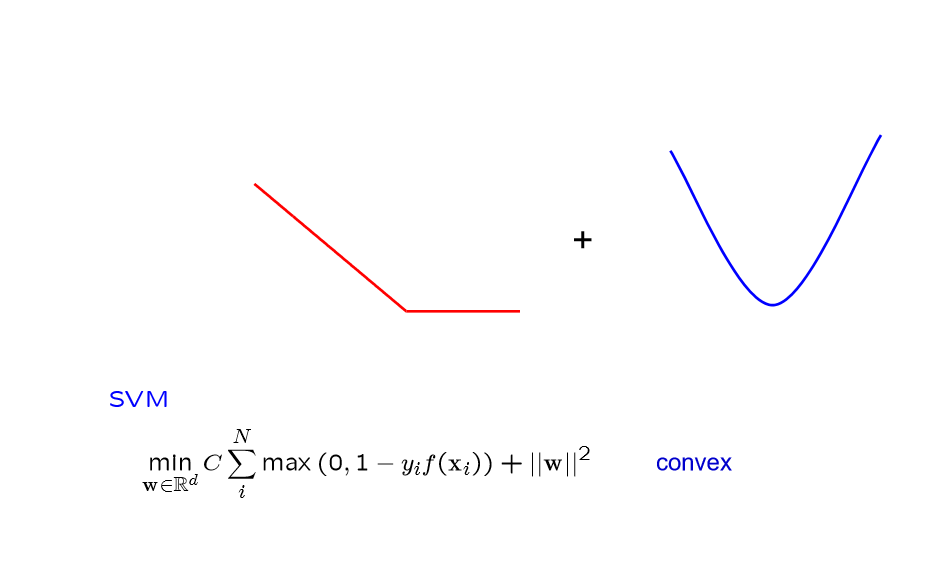 +
SVM
min_{w∈ℝ^d} C ∑_i^N max (0, 1 − y_i f(x_i)) + ||w||^2 convex